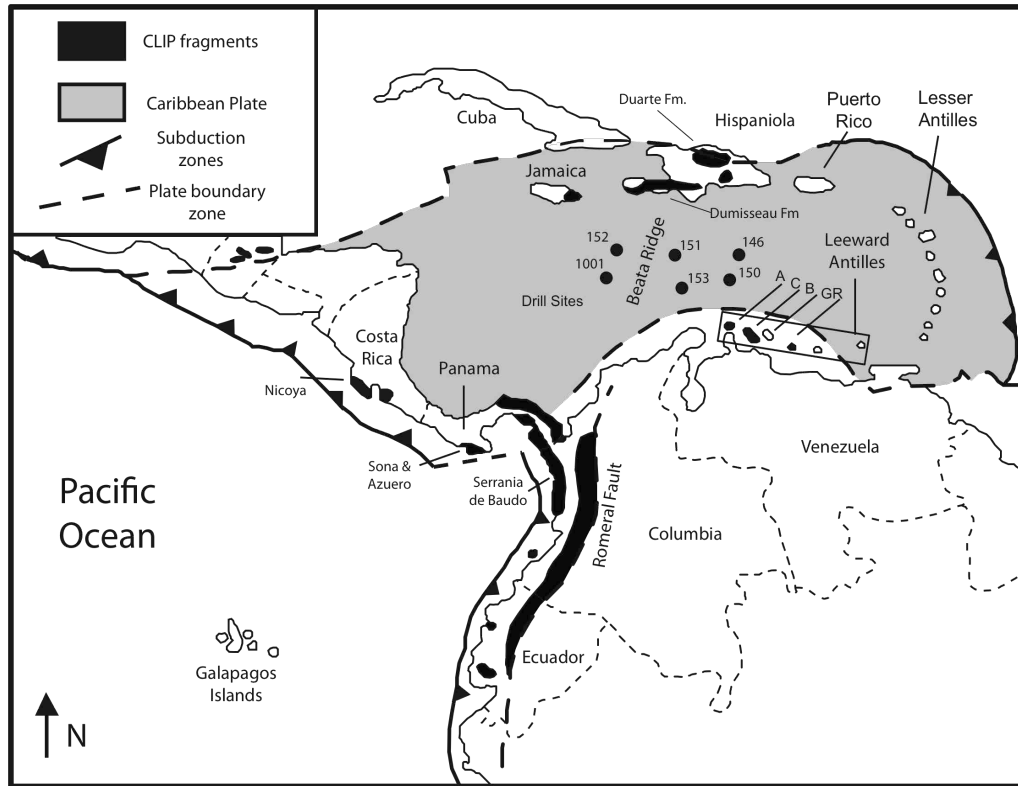 CLIP fragments
Caribbean Plate
Subduction
zones
Plate boundary
zone
Cuba
Duarte Fm.
Hispaniola
Puerto
Rico
Lesser
Antilles
Jamaica
Dumisseau Fm
152
151
146
1001
153
150
Beata Ridge
Drill Sites
Leeward
Antilles
A
C
B
GR
Costa
Rica
Nicoya
Panama
Sona &
Azuero
Serrania
de Baudo
Romeral Fault
Venezuela
Columbia
Pacific
Ocean
Ecuador
Galapagos
Islands
N